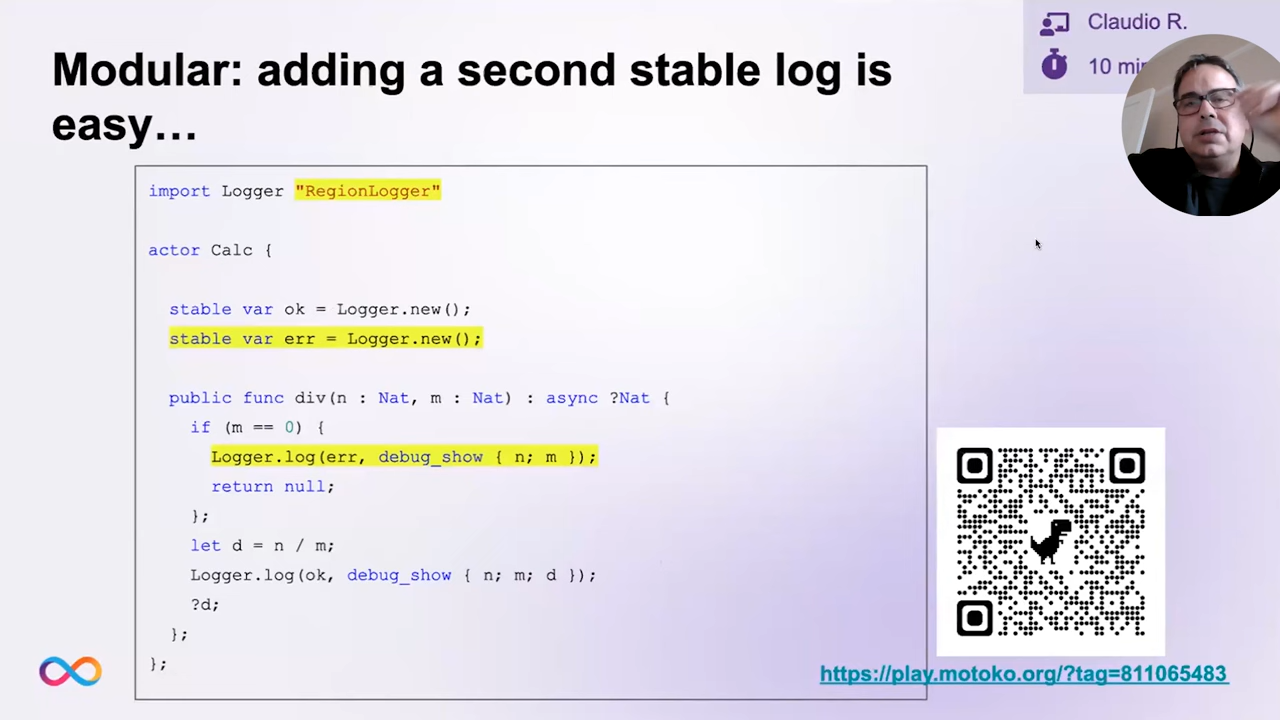 Claudio R.
10 min
Modular: adding a second stable log is
easy…
import Logger "RegionLogger"
actor Calc {
stable var ok = Logger.new();
stable var err = Logger.new();
public func div(n : Nat, m : Nat) : async ?Nat {
if (m == 0) {
Logger.log(err, debug_show { n; m });
return null;
};
let d = n / m;
Logger.log(ok, debug_show { n; m; d });
?d;
};
};
https://play.motoko.org/?tag=811065483